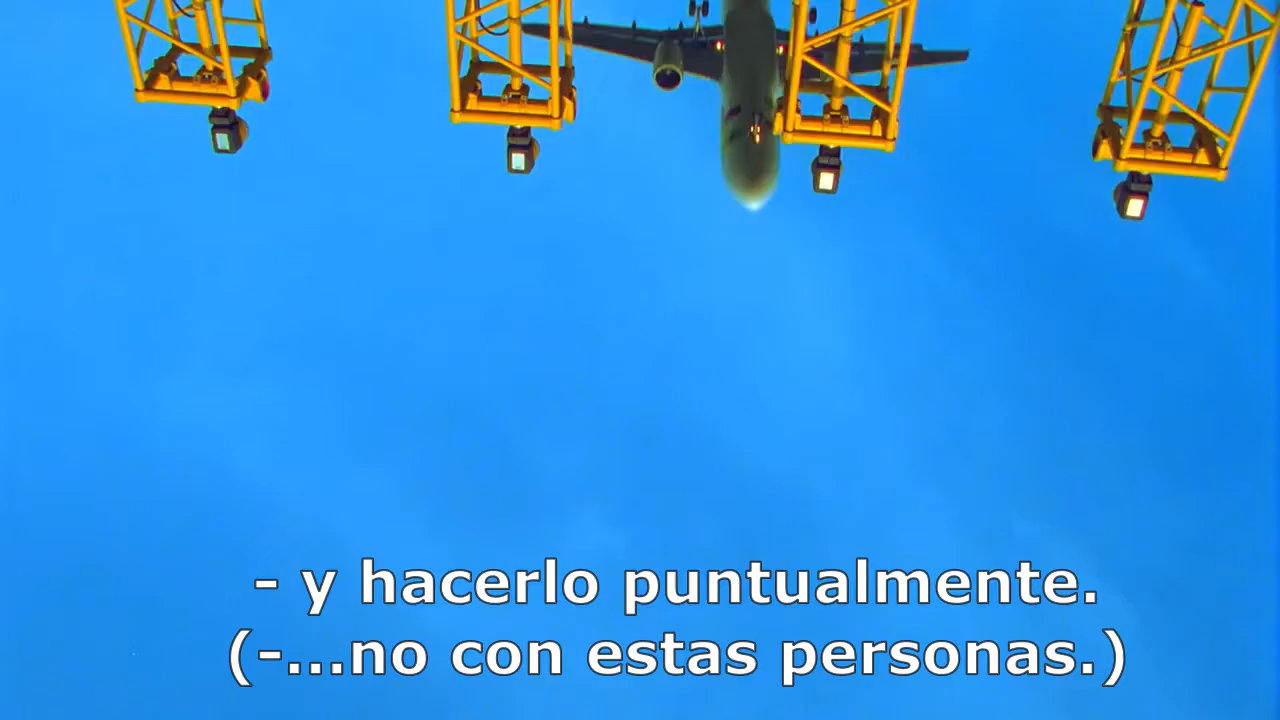 - y hacerlo puntualmente.
(-...no con estas personas.)